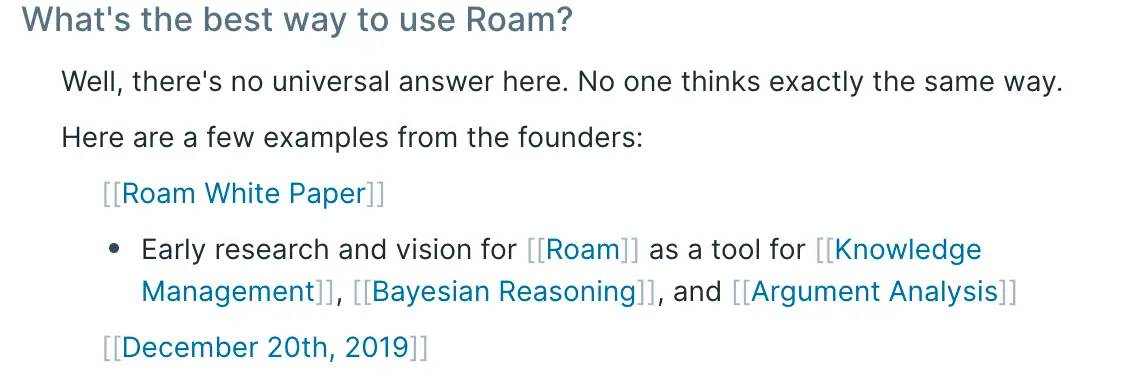 What's the best way to use Roam?
Well, there's no universal answer here. No one thinks exactly the same way.
Here are a few examples from the founders:
[[Roam White Paper]]
• Early research and vision for [[Roam]] as a tool for [[Knowledge
Management]], [[Bayesian Reasoning]], and [[Argument Analysis]]
[[December 20th, 2019]]